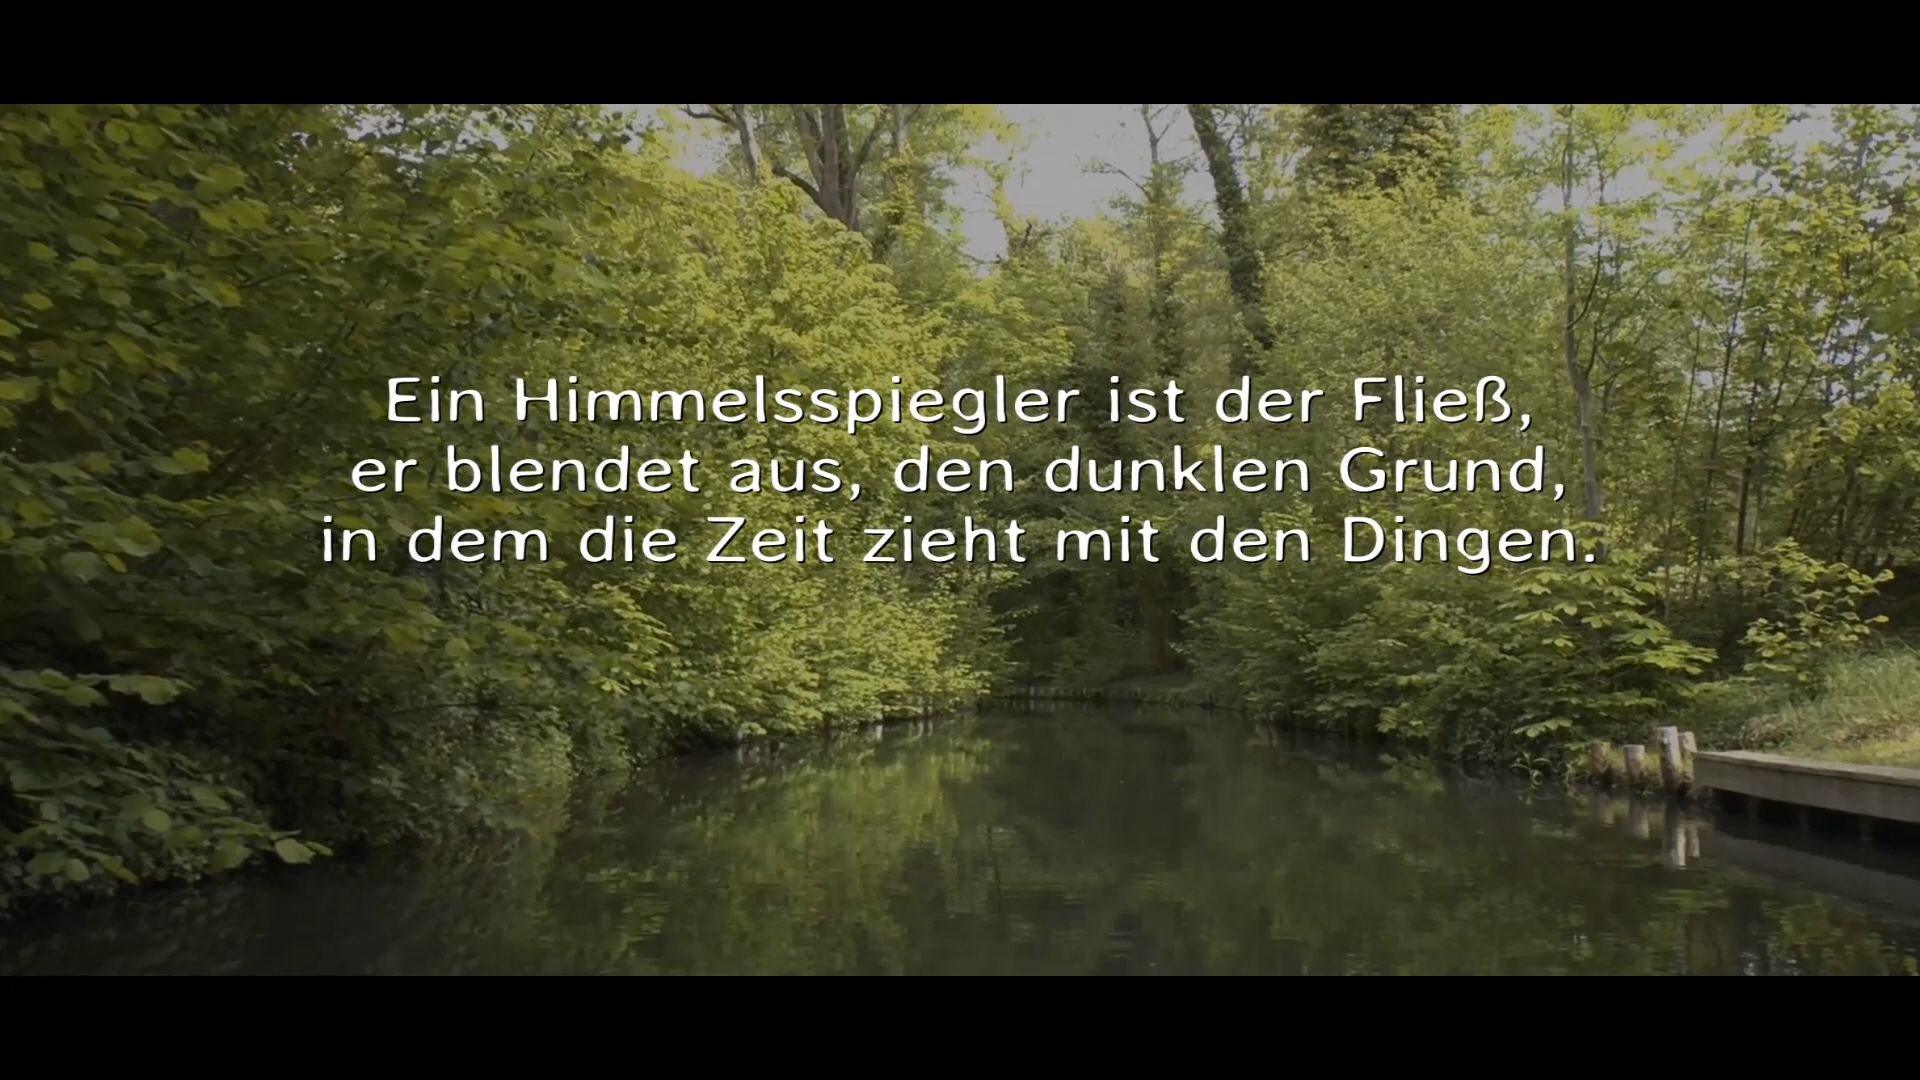 Ein Himmelsspiegler ist der Fließ,
er blendet aus, den dunklen Grund,
in dem die Zeit zieht mit den Dingen.